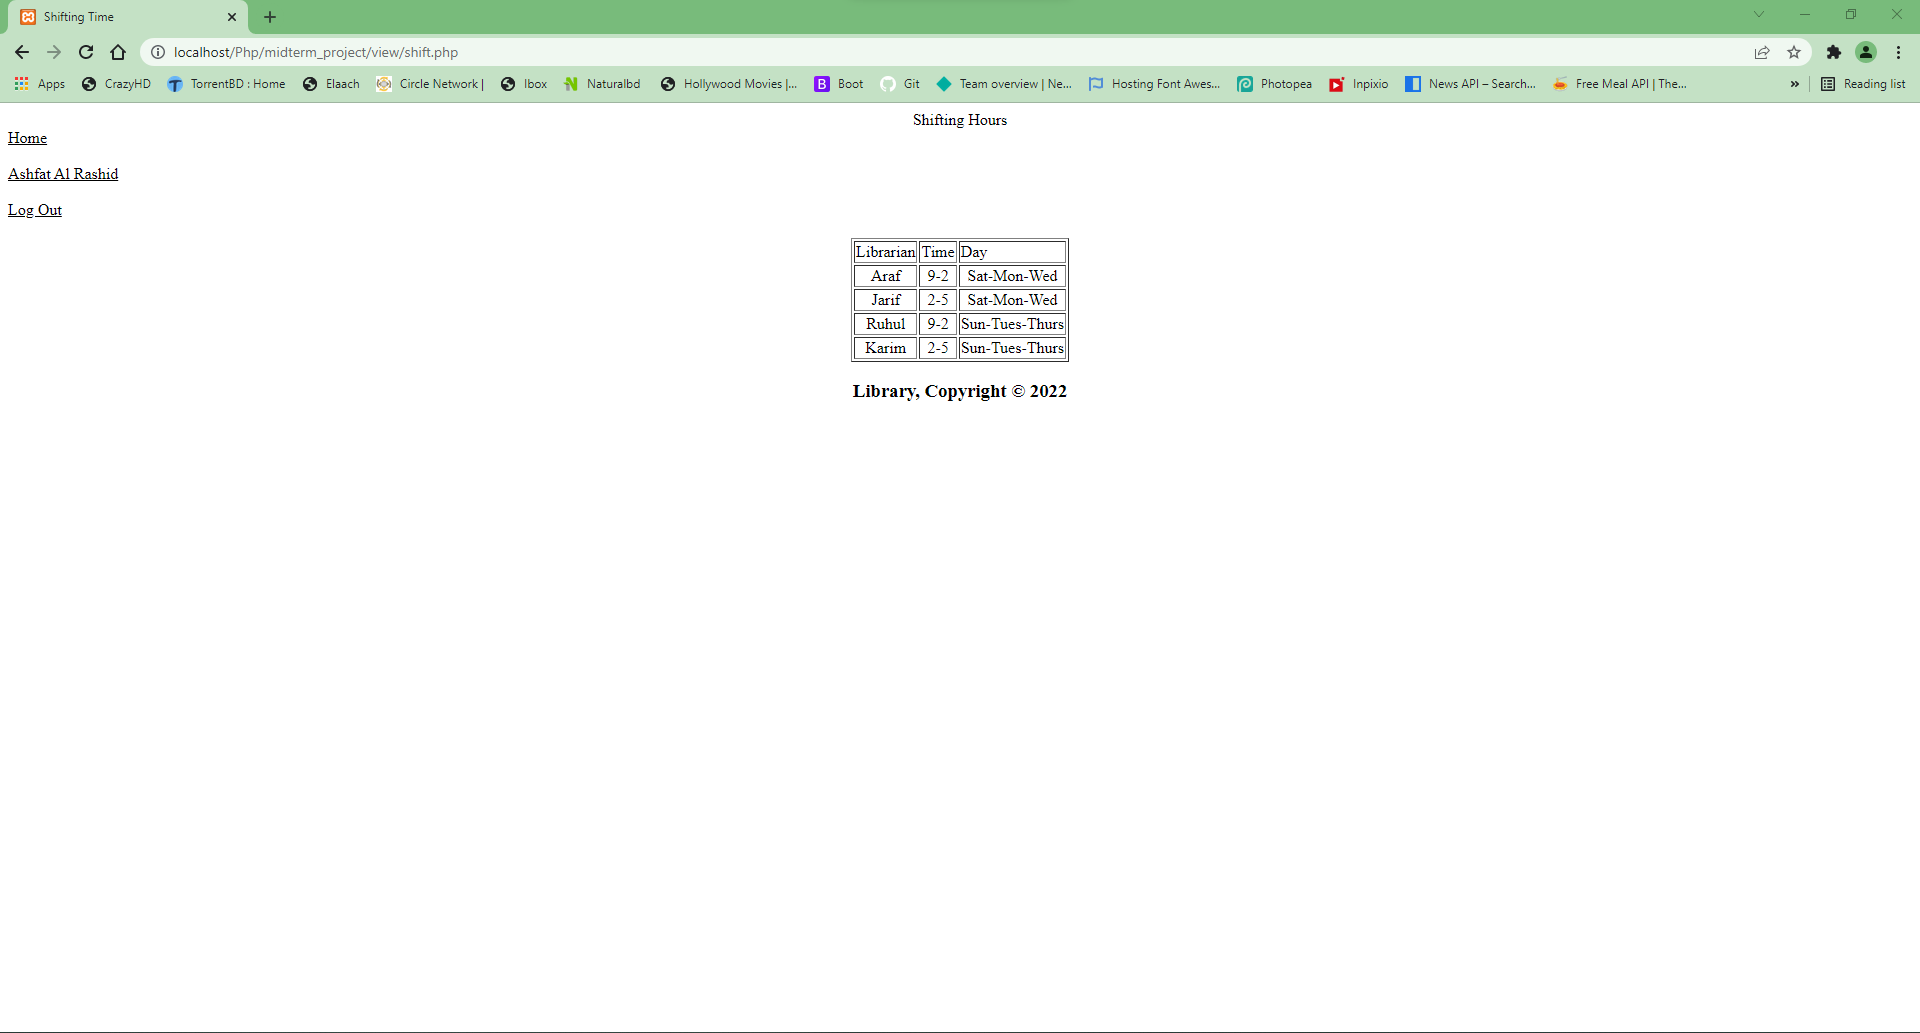 Shifting Time
localhost/Php/midterm_project/view/shift.php
Apps CrazyHD TorrentBD : Home Elaach Circle Network | Ibox Naturalbd Hollywood Movies |... Boot Git Team overview | Ne... Hosting Font Awes... Photopea Inpixio News API – Search... Free Meal API | The... » Reading list
Shifting Hours
Home
Ashfat Al Rashid
Log Out
Librarian Time Day
Araf 9-2 Sat-Mon-Wed
Jarif 2-5 Sat-Mon-Wed
Ruhul 9-2 Sun-Tues-Thurs
Karim 2-5 Sun-Tues-Thurs
Library, Copyright © 2022